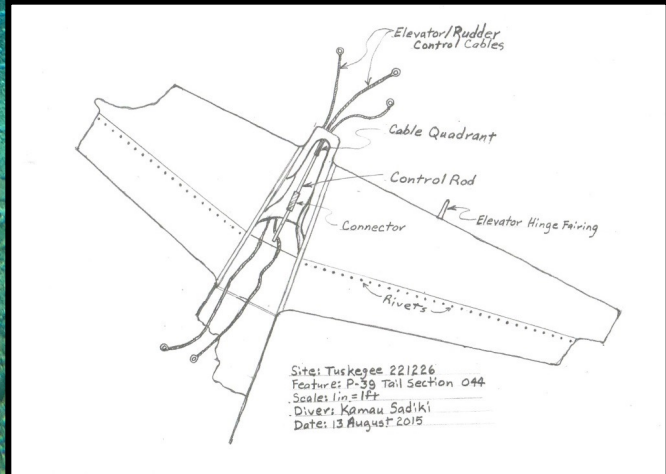 Elevator/Rudder
Control Cables
Cable Quadrant
Control Rod
Connector
Elevator Hinge Fairing
Rivets
Site: Tuskegee 221226
Feature: P-39 Tail Section 044
Scale: 1in = 1ft
Diver: Kamau Sadiki
Date: 13 August 2015